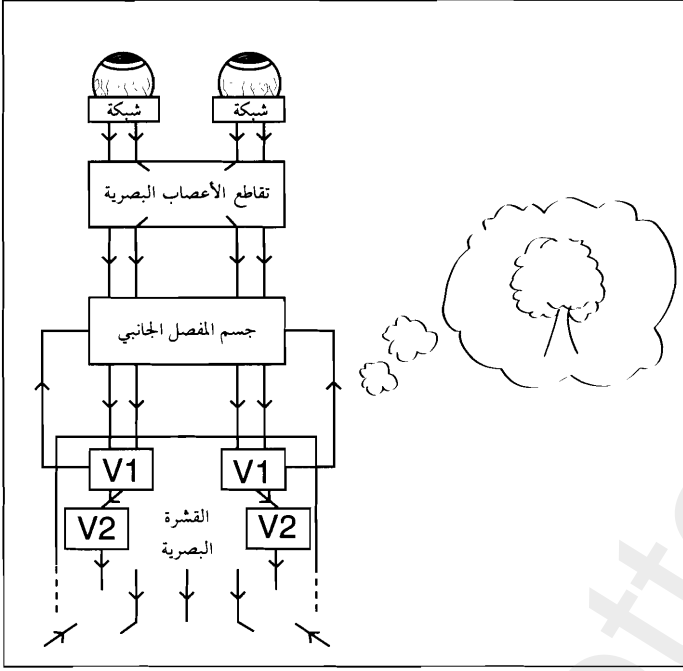 شبكة
شبكة
تقاطع الأعصاب البصرية
جسم المفصل الجانبي
V1
V1
V2
V2
القشرة
البصرية